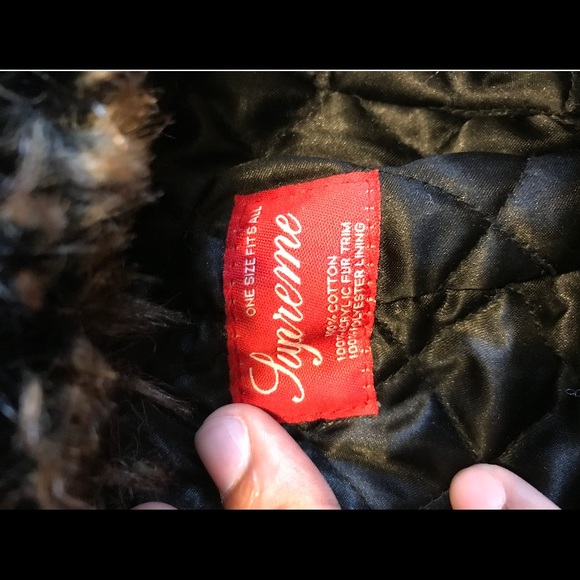 ONE SIZE FITS ALL
Supreme
100% COTTON
100% ACRYLIC FUR TRIM
100% POLYESTER LINING